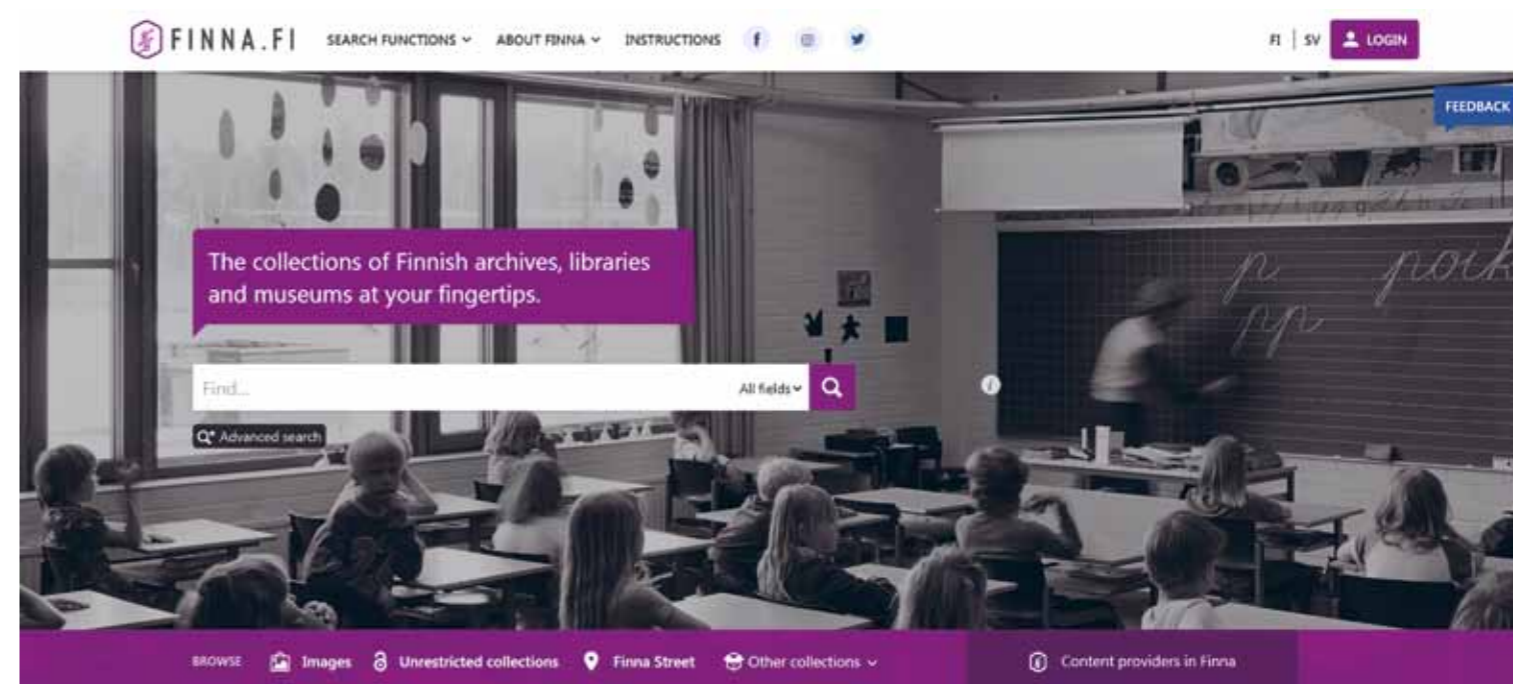 FINNA.FI SEARCH FUNCTIONS ABOUT FINNA INSTRUCTIONS f FI | SV LOGIN
FEEDBACK
The collections of Finnish archives, libraries
and museums at your fingertips.
p poik
pp
Find... All fields
i
Advanced search
BROWSE Images Unrestricted collections Finna Street Other collections Content providers in Finna